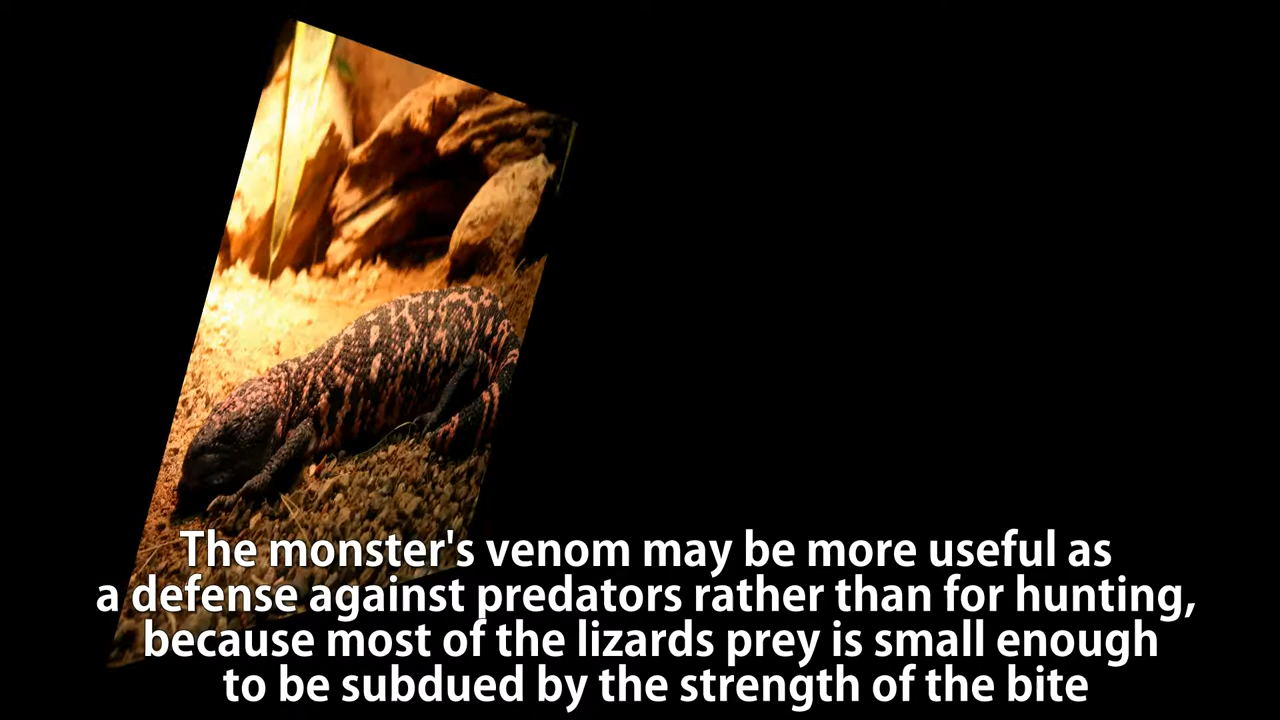 The monster's venom may be more useful as
a defense against predators rather than for hunting,
because most of the lizards prey is small enough
to be subdued by the strength of the bite